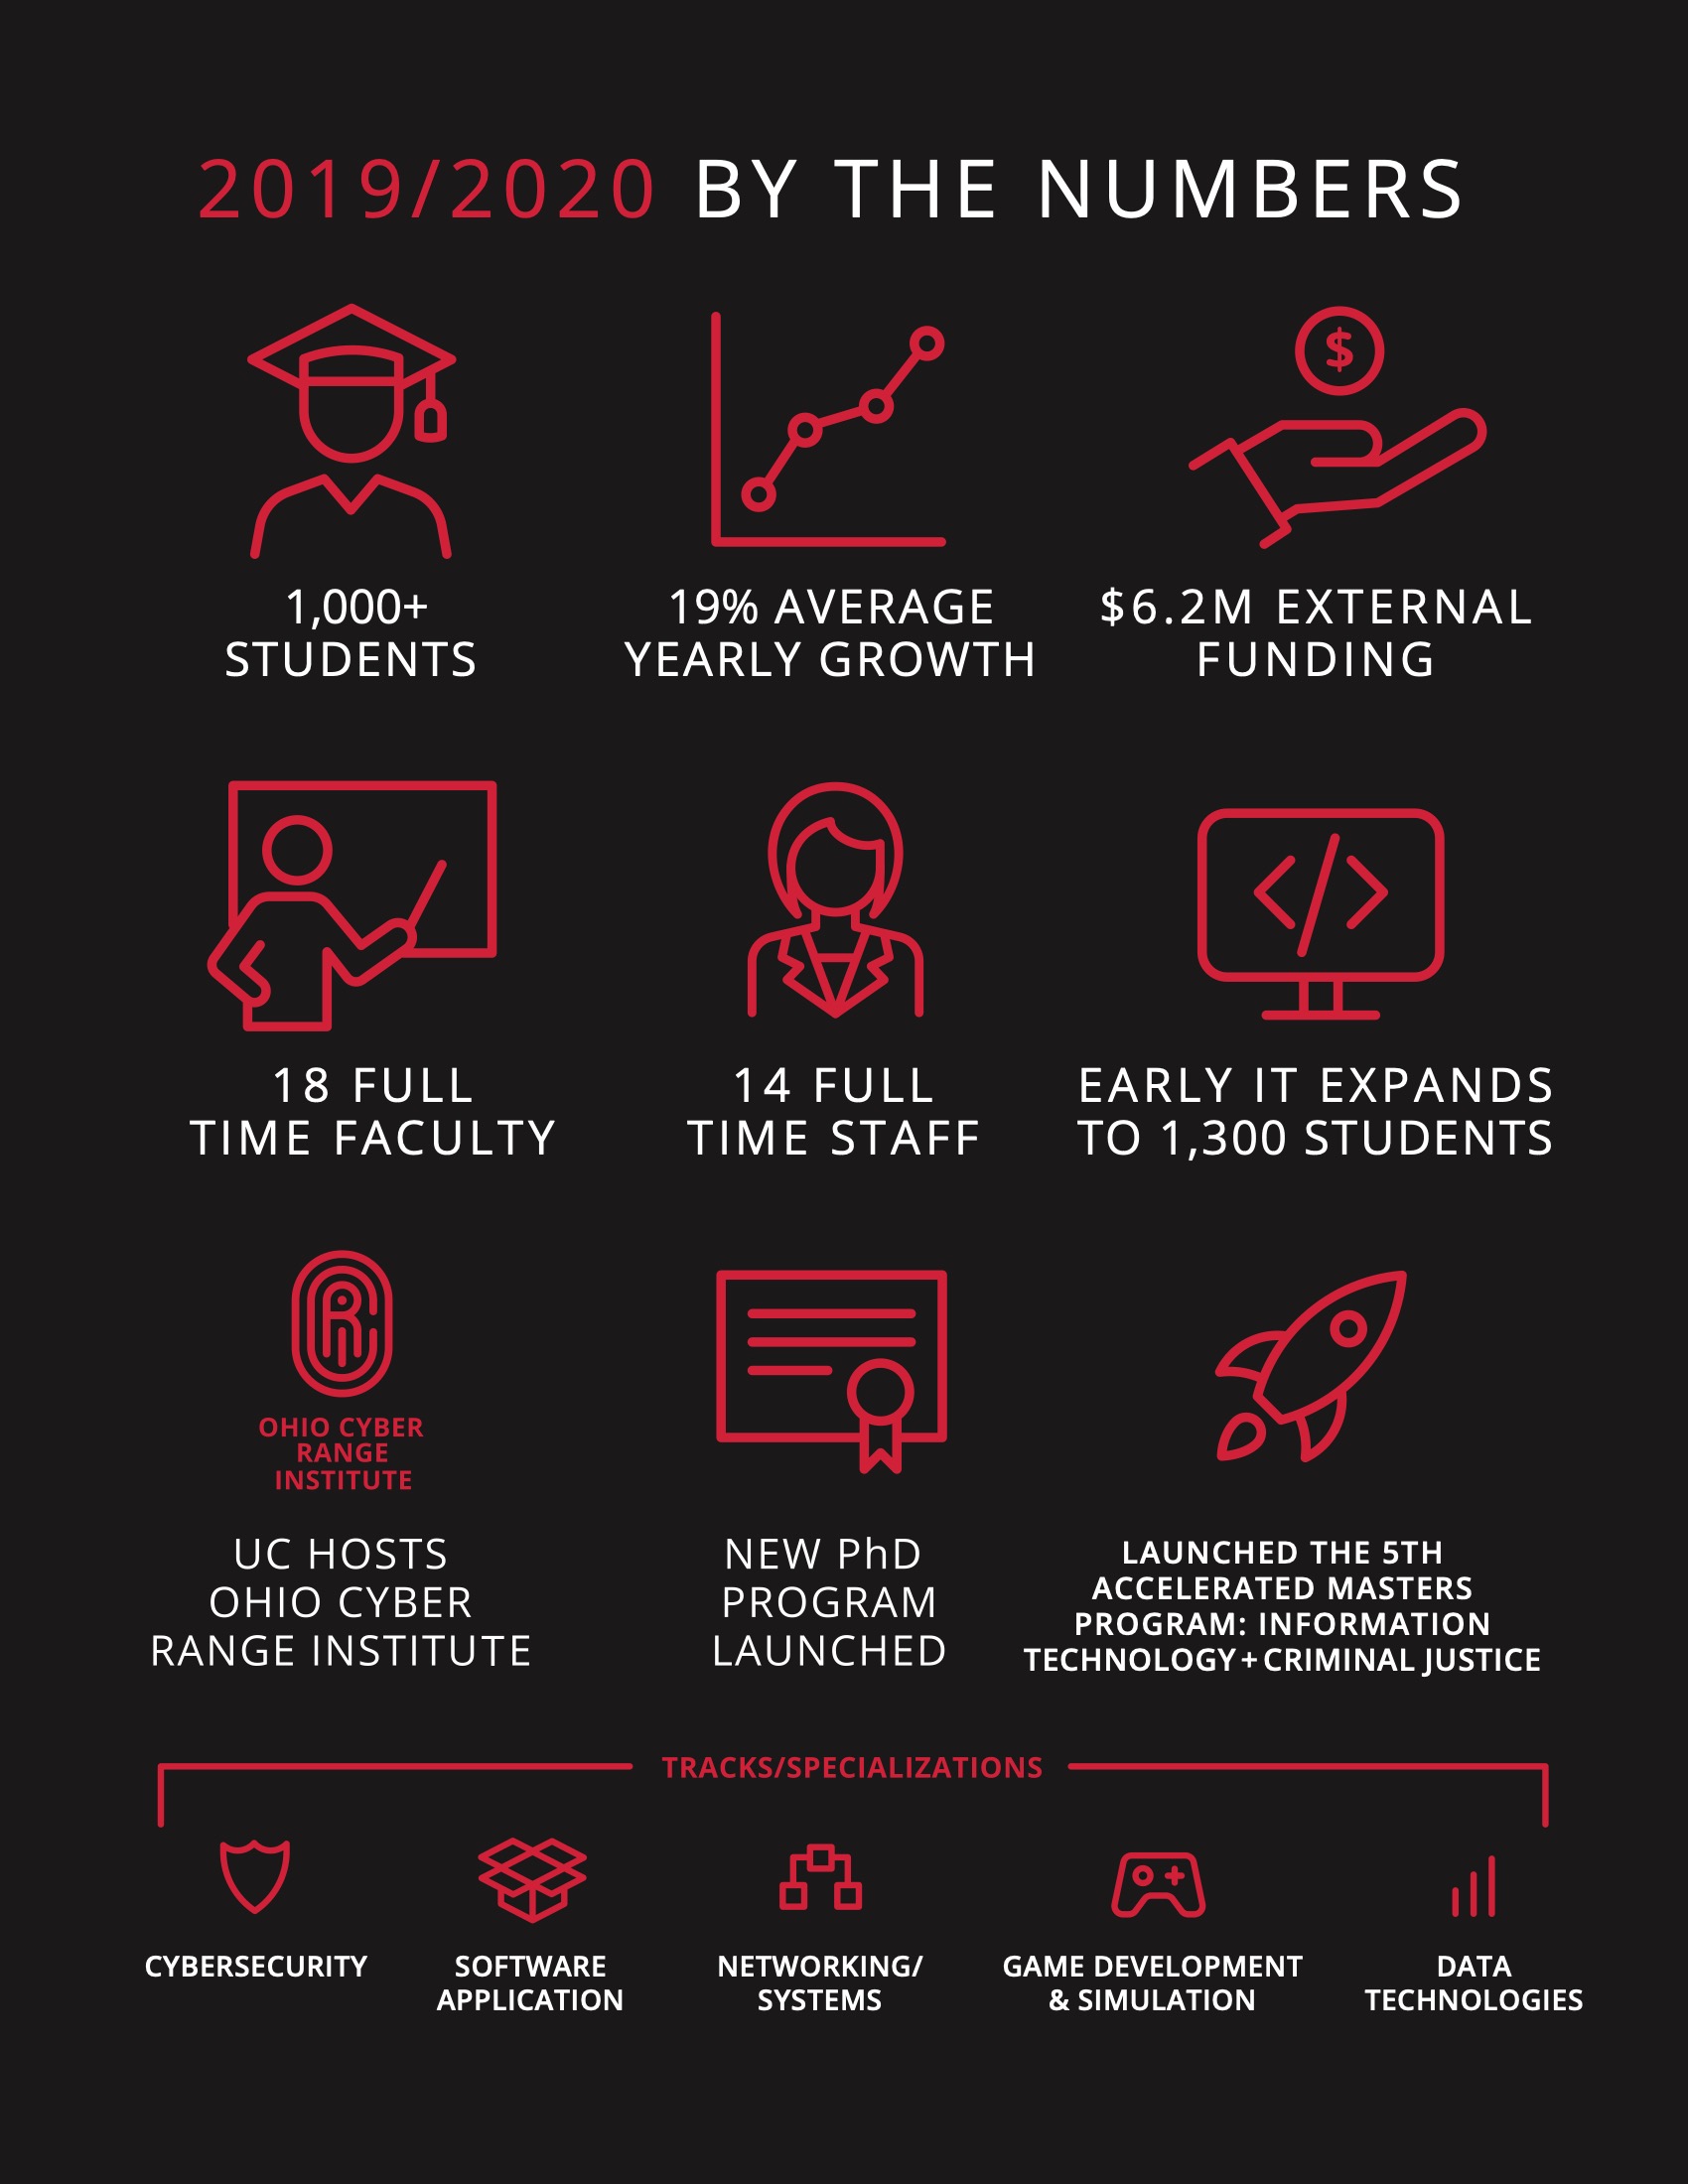 2019/2020 BY THE NUMBERS
$
1,000+
STUDENTS
19% AVERAGE
YEARLY GROWTH
$6.2M EXTERNAL
FUNDING
18 FULL
TIME FACULTY
14 FULL
TIME STAFF
EARLY IT EXPANDS
TO 1,300 STUDENTS
OHIO CYBER
RANGE
INSTITUTE
UC HOSTS
OHIO CYBER
RANGE INSTITUTE
NEW PhD
PROGRAM
LAUNCHED
LAUNCHED THE 5TH
ACCELERATED MASTERS
PROGRAM: INFORMATION
TECHNOLOGY+CRIMINAL JUSTICE
TRACKS/SPECIALIZATIONS
CYBERSECURITY
SOFTWARE
APPLICATION
NETWORKING/
SYSTEMS
GAME DEVELOPMENT
& SIMULATION
DATA
TECHNOLOGIES